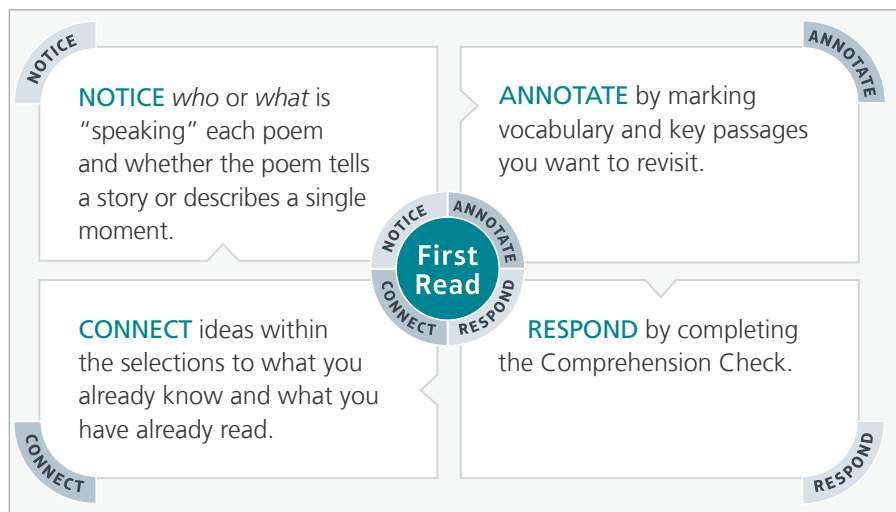 NOTICE
NOTICE who or what is
“speaking” each poem
and whether the poem tells
a story or describes a single
moment.
ANNOTATE
ANNOTATE by marking
vocabulary and key passages
you want to revisit.
NOTICE
ANNOTATE
First
Read
CONNECT
RESPOND
CONNECT ideas within
the selections to what you
already know and what you
have already read.
CONNECT
RESPOND by completing
the Comprehension Check.
RESPOND